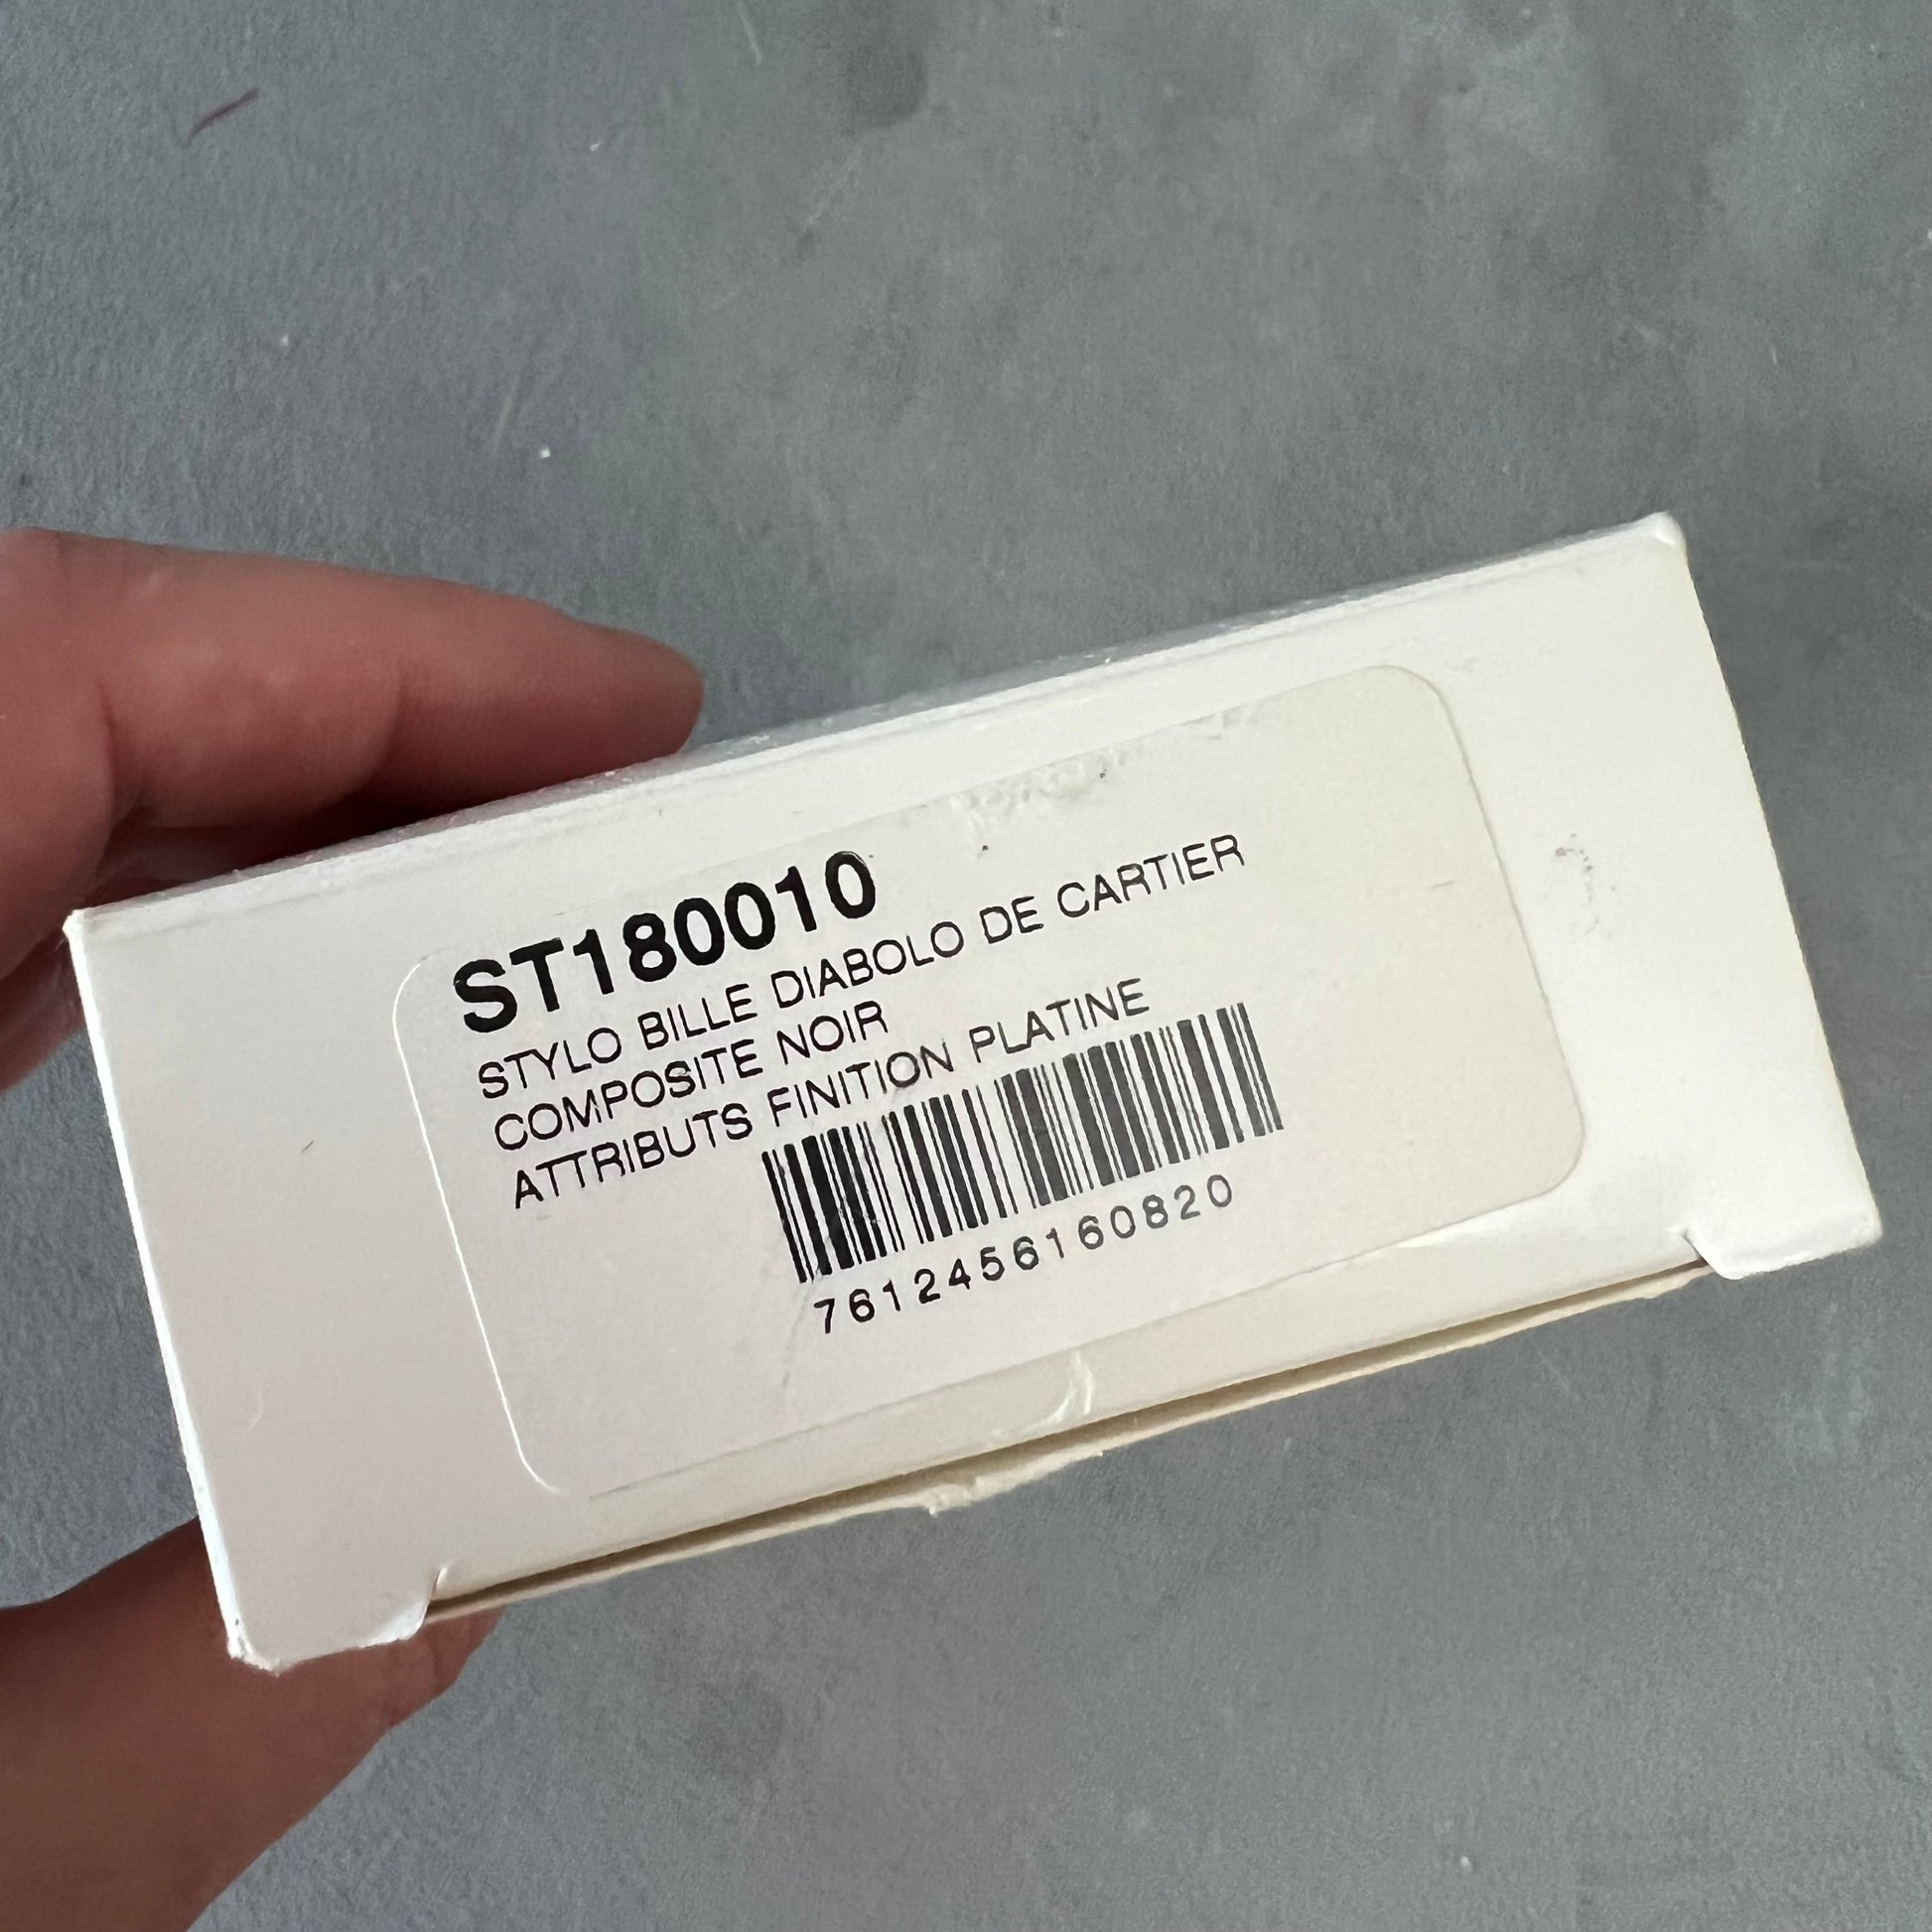 ST180010
STYLO BILLE DIABOLO DE CARTIER
COMPOSITE NOIR
ATTRIBUTS FINITION PLATINE
7612456160820